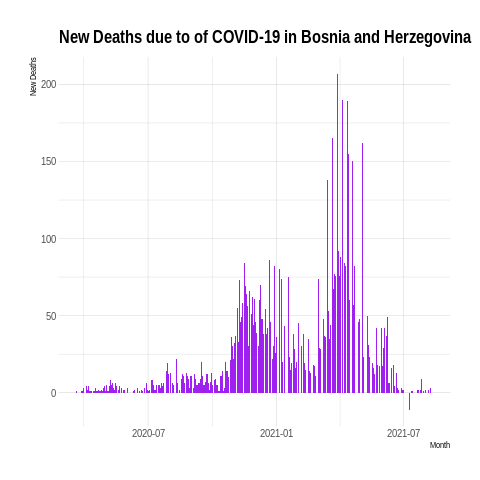 New Deaths due to of COVID-19 in Bosnia and Herzegovina
New Deaths
200
150
100
50
0
2020-07
2021-01
2021-07
Month